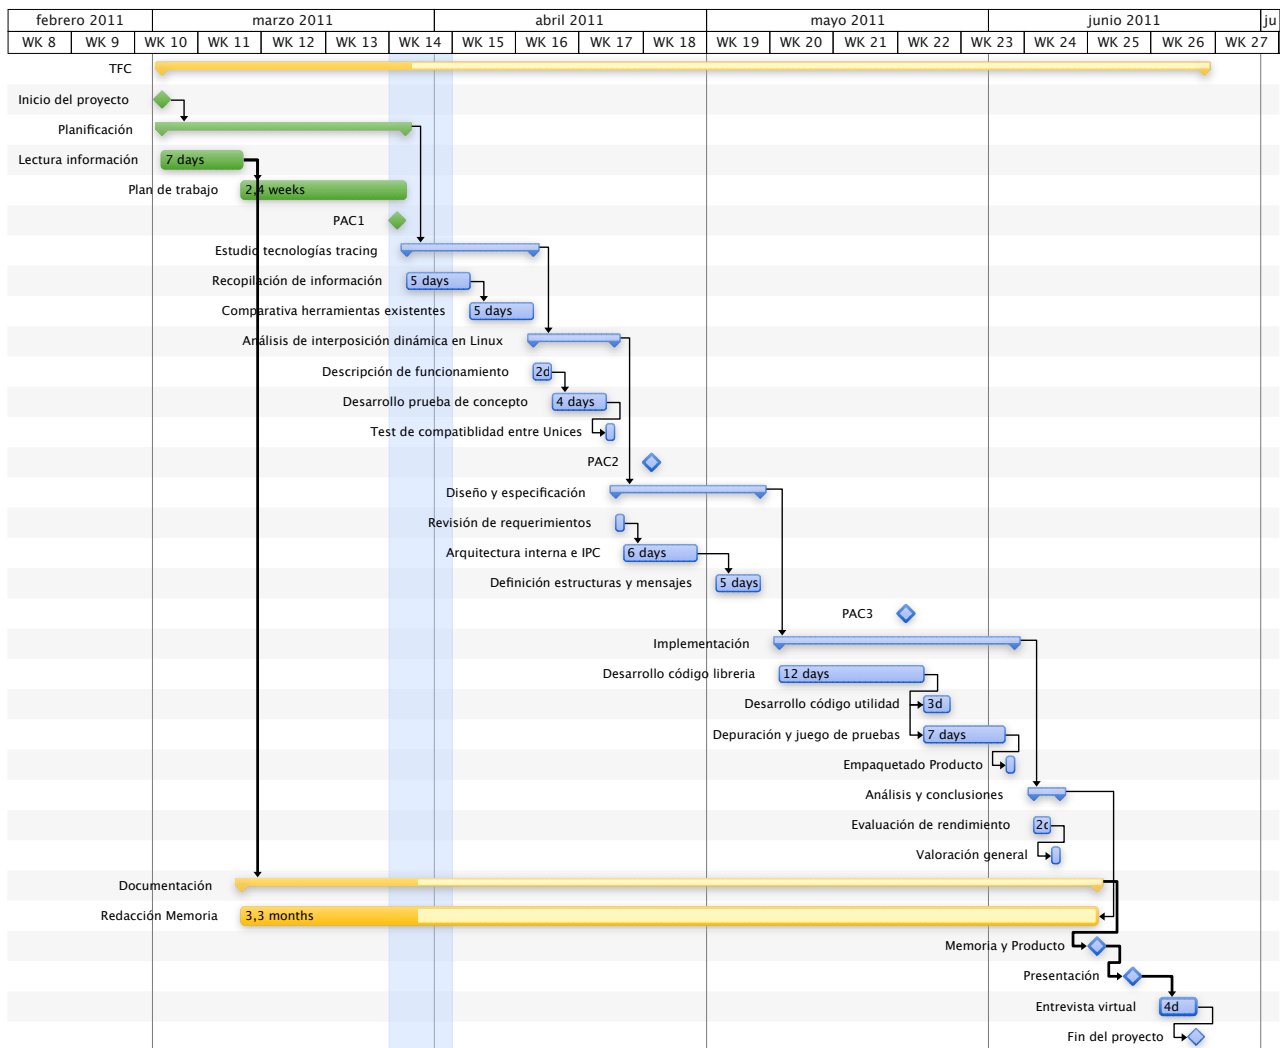 febrero 2011 marzo 2011 abril 2011 mayo 2011 junio 2011 ju
WK 8 WK 9 WK 10 WK 11 WK 12 WK 13 WK 14 WK 15 WK 16 WK 17 WK 18 WK 19 WK 20 WK 21 WK 22 WK 23 WK 24 WK 25 WK 26 WK 27
TFC
Inicio del proyecto
Planificación
Lectura información 7 days
Plan de trabajo 2,4 weeks
PAC1
Estudio tecnologías tracing
Recopilación de información 5 days
Comparativa herramientas existentes 5 days
Análisis de interposición dinámica en Linux
Descripción de funcionamiento 2d
Desarrollo prueba de concepto 4 days
Test de compatiblidad entre Unices
PAC2
Diseño y especificación
Revisión de requerimientos
Arquitectura interna e IPC 6 days
Definición estructuras y mensajes 5 days
PAC3
Implementación
Desarrollo código libreria 12 days
Desarrollo código utilidad 3d
Depuración y juego de pruebas 7 days
Empaquetado Producto
Análisis y conclusiones
Evaluación de rendimiento 2d
Valoración general
Documentación
Redacción Memoria 3,3 months
Memoria y Producto
Presentación
Entrevista virtual 4d
Fin del proyecto